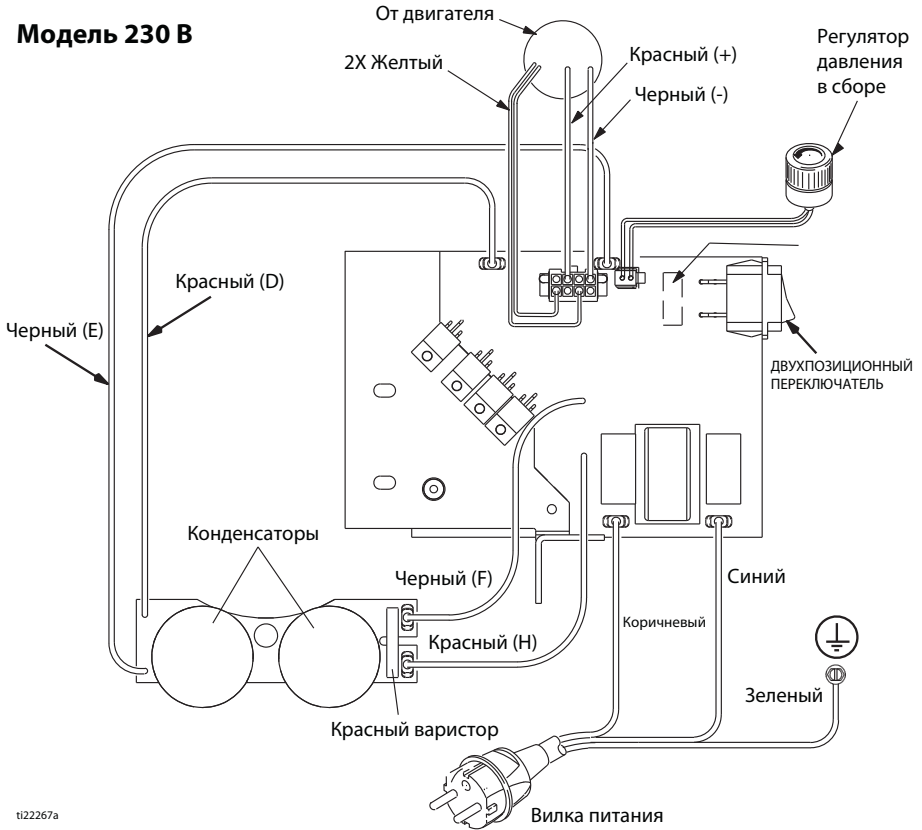 Модель 230 В
От двигателя
2X Желтый
Красный (+)
Черный (-)
Регулятор
давления
в сборе
Красный (D)
Черный (E)
ДВУХПОЗИЦИОННЫЙ
ПЕРЕКЛЮЧАТЕЛЬ
Конденсаторы
Черный (F)
Синий
Коричневый
Красный (H)
Зеленый
Красный варистор
Вилка питания
ti22267a